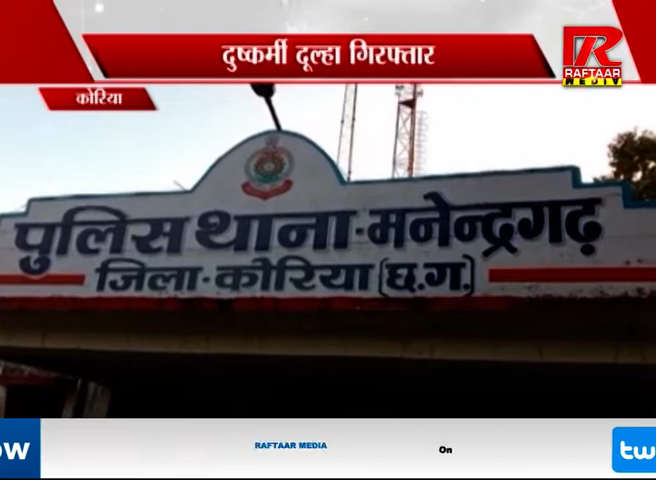 दुष्कर्मी दूल्हा गिरफ्तार
RAFTAAR
MEDIA
कोरिया
पुलिस थाना-मनेन्द्रगढ़
जिला-कोरिया (छ.ग.)
RAFTAAR MEDIA
On